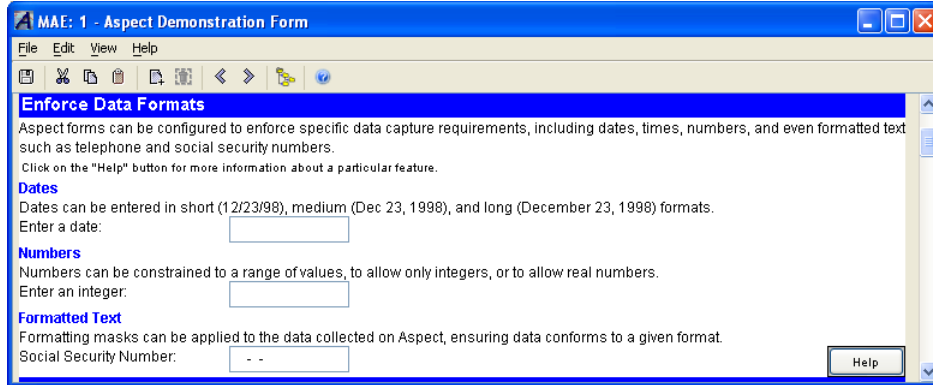 MAE: 1 - Aspect Demonstration Form
File Edit View Help
Enforce Data Formats
Aspect forms can be configured to enforce specific data capture requirements, including dates, times, numbers, and even formatted text
such as telephone and social security numbers.
Click on the "Help" button for more information about a particular feature.
Dates
Dates can be entered in short (12/23/98), medium (Dec 23, 1998), and long (December 23, 1998) formats.
Enter a date:
Numbers
Numbers can be constrained to a range of values, to allow only integers, or to allow real numbers.
Enter an integer:
Formatted Text
Formatting masks can be applied to the data collected on Aspect, ensuring data conforms to a given format.
Social Security Number: - -
Help